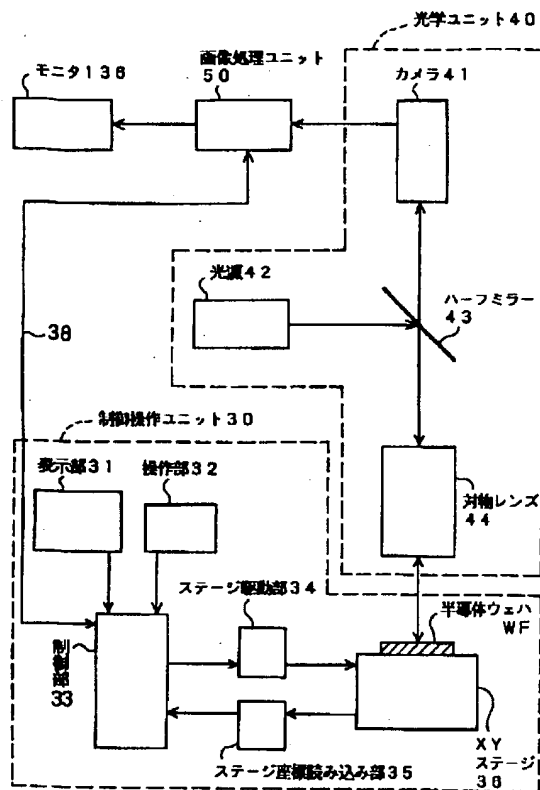 光学ユニット40
画像処理ユニット
50
モニタ136
カメラ41
光源42
ハーフミラー
43
38
制御操作ユニット30
表示部31
操作部32
対物レンズ
44
ステージ駆動部34
半導体ウェハ
WF
制御部
33
ステージ座標読み込み部35
XY
ステージ
36